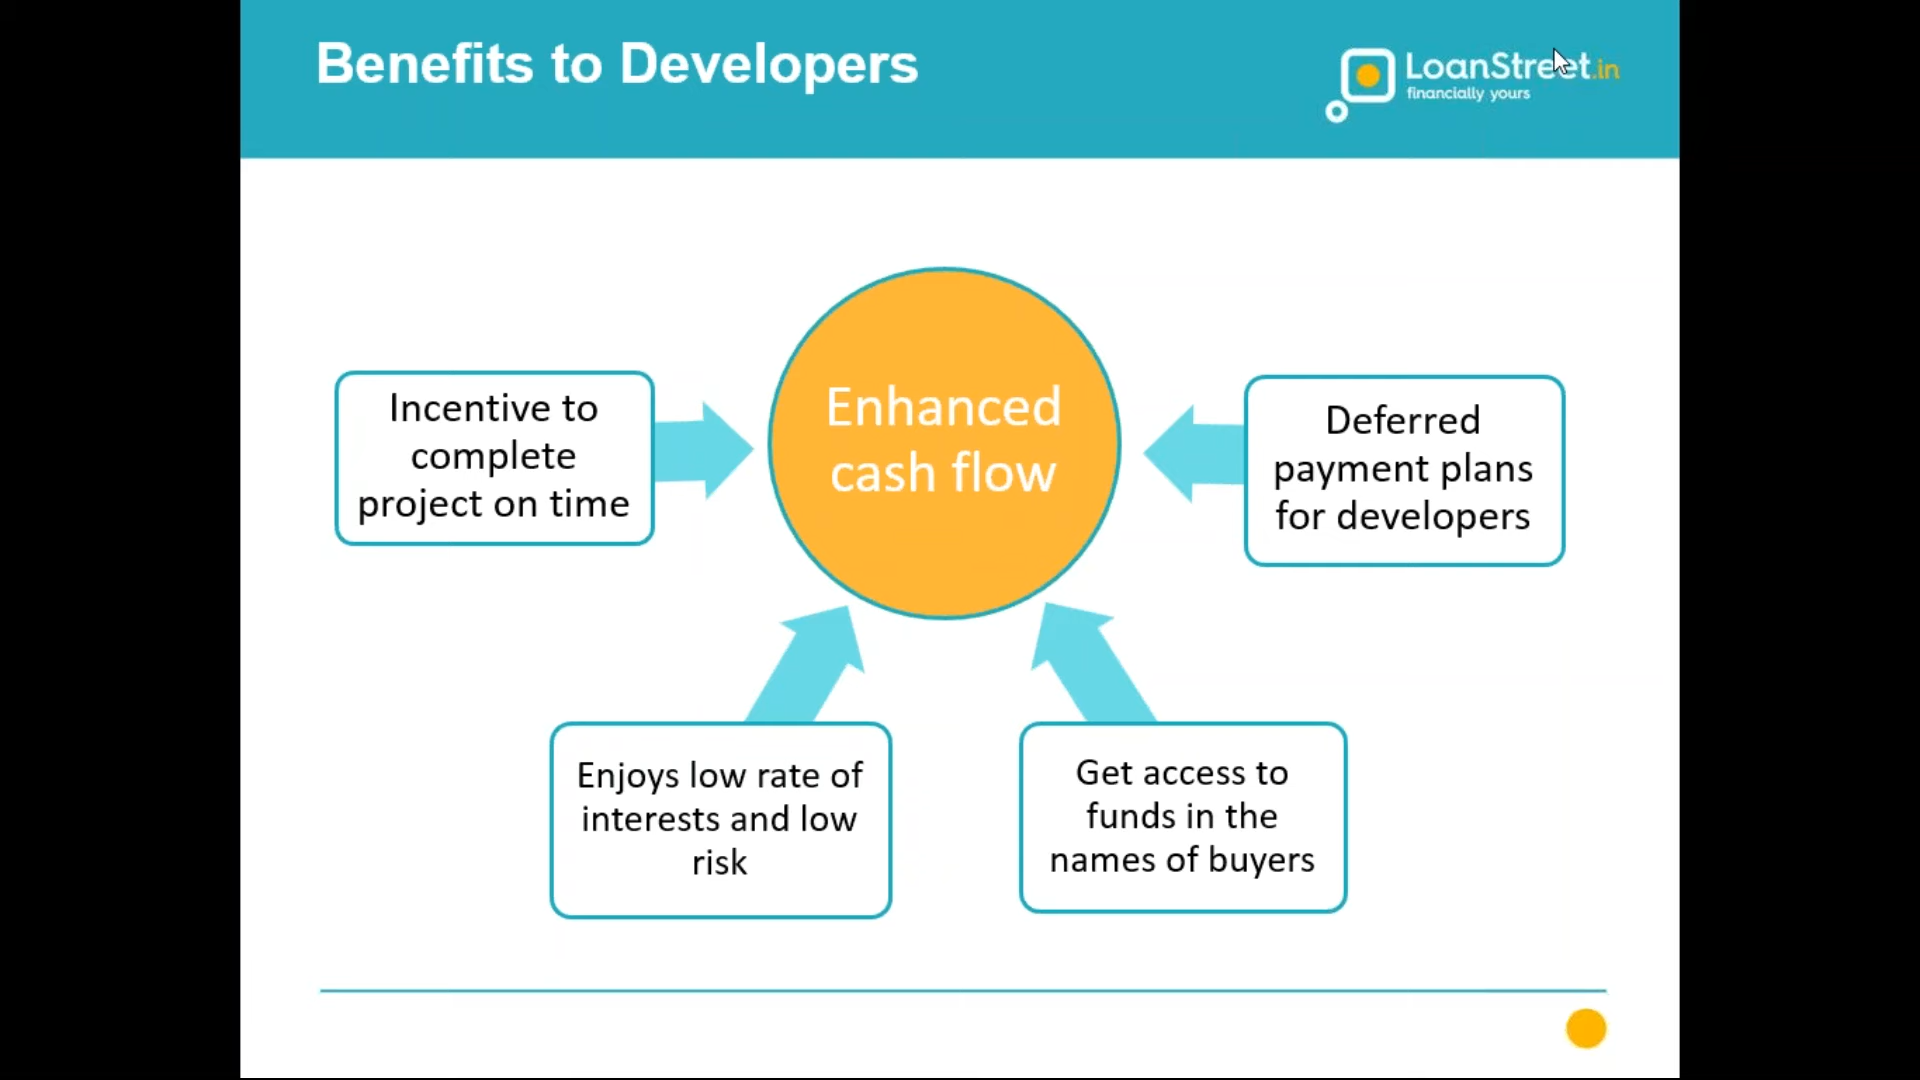 Benefits to Developers
LoanStreet.in
financially yours
Enhanced
cash flow
Incentive to
complete
project on time
Deferred
payment plans
for developers
Enjoys low rate of
interests and low
risk
Get access to
funds in the
names of buyers